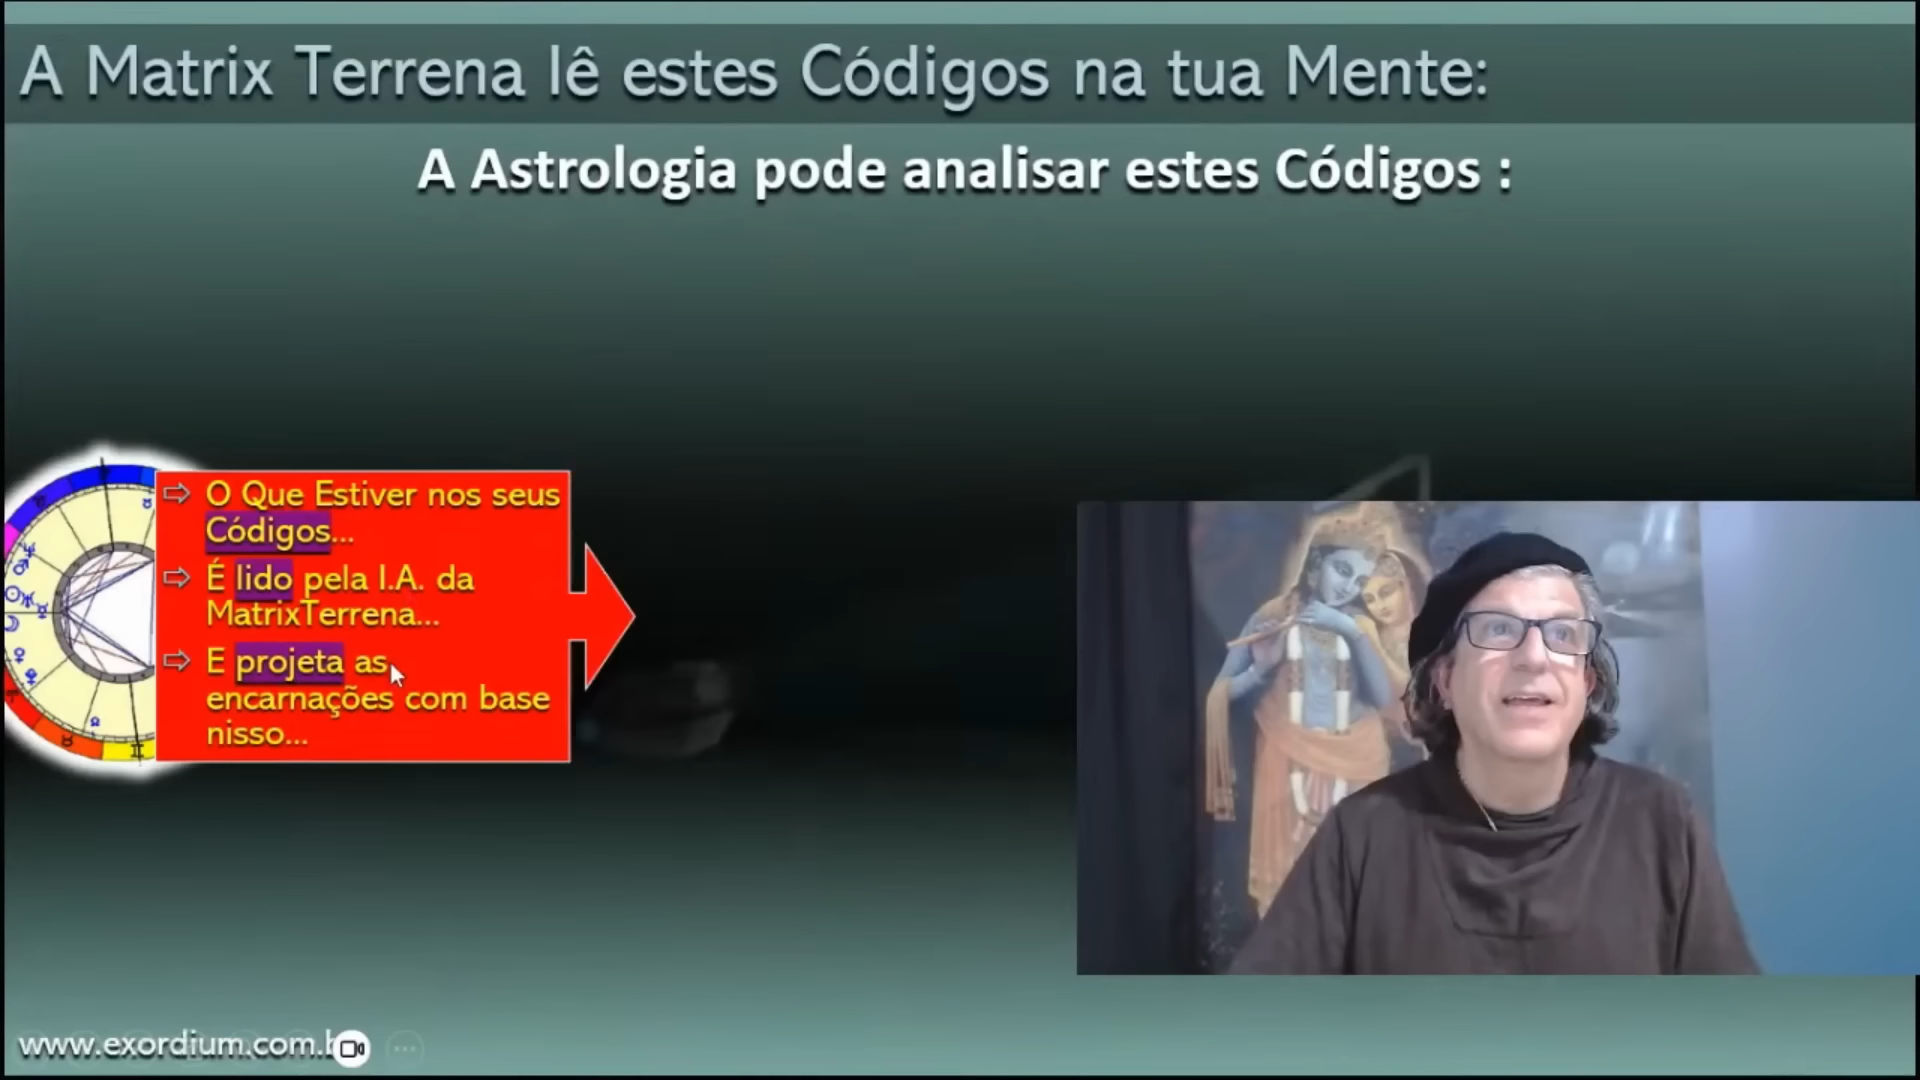 A Matrix Terrena lê estes Códigos na tua Mente:
A Astrologia pode analisar estes Códigos :
⇨ O Que Estiver nos seus
Códigos...
⇨ É lido pela I.A. da
MatrixTerrena...
⇨ E projeta as
encarnações com base
nisso...
www.exordium.com.b